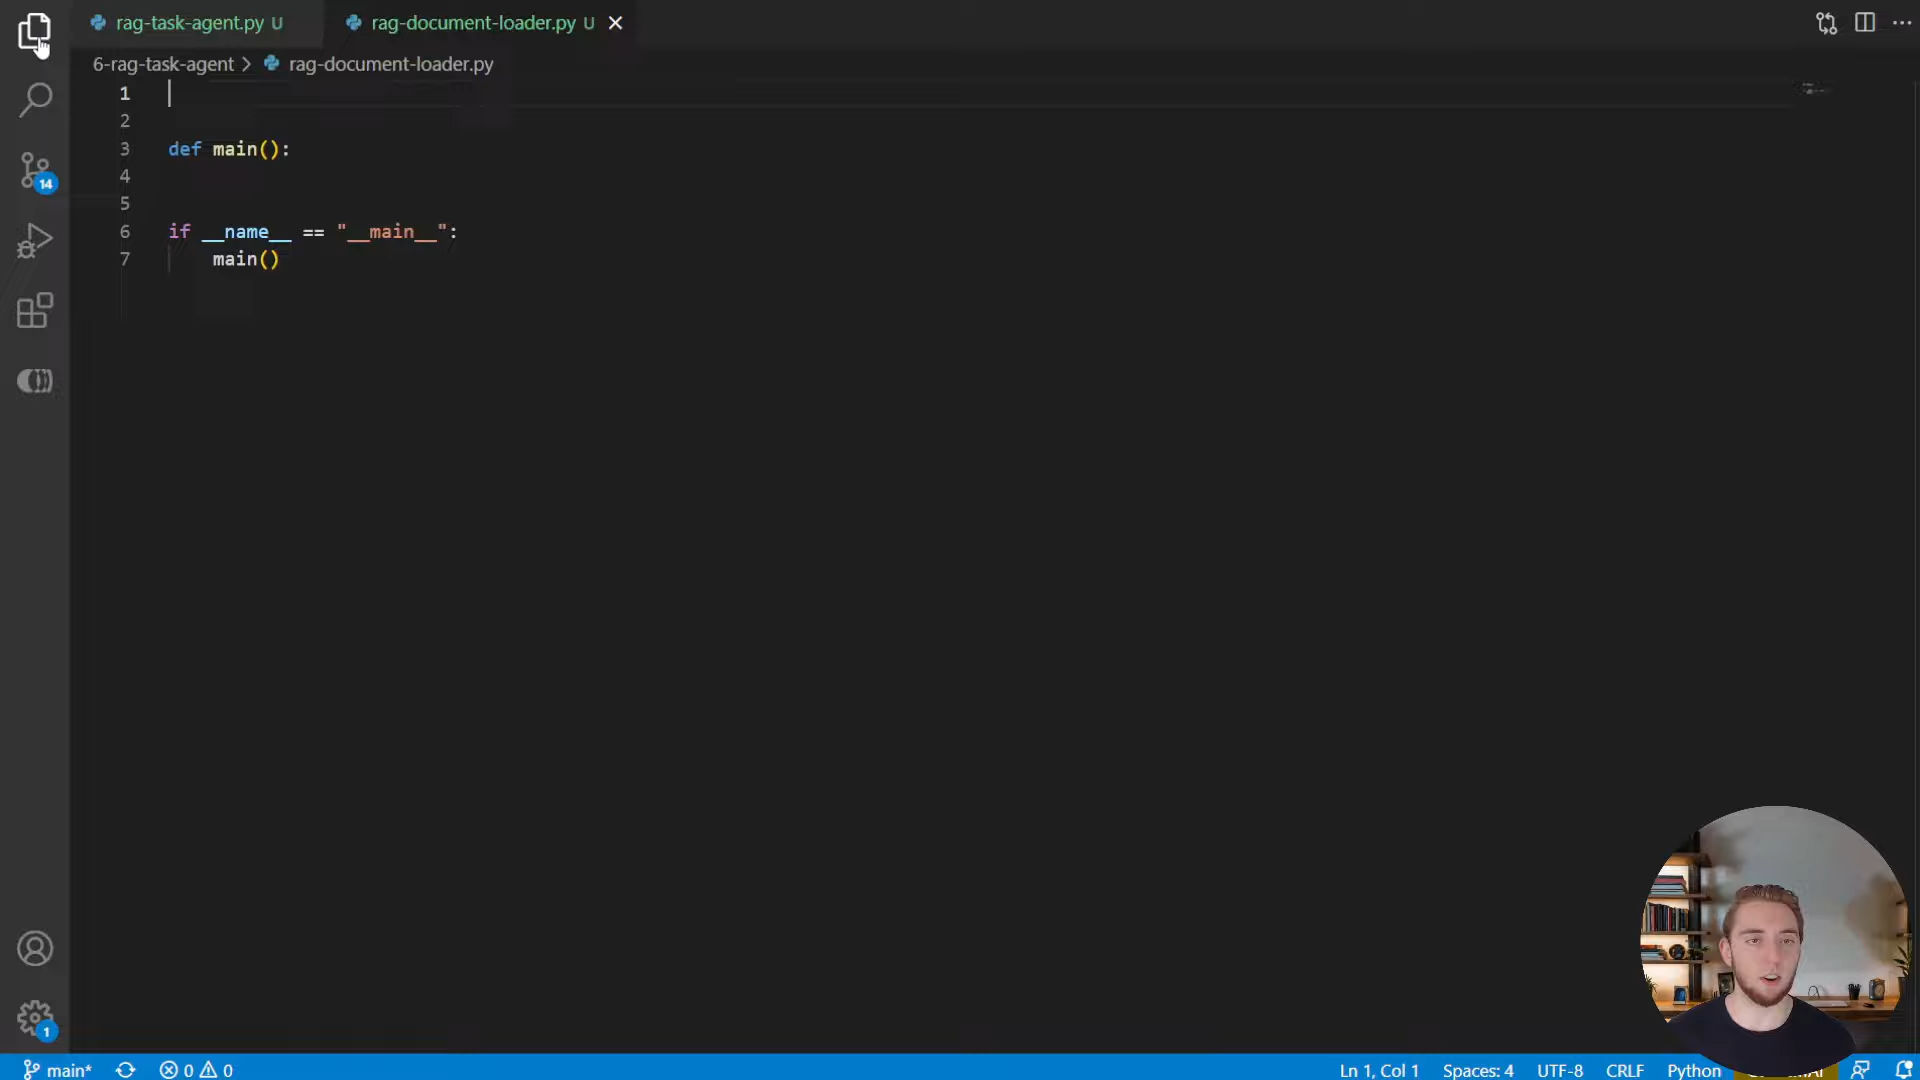 rag-task-agent.py U
rag-document-loader.py U
6-rag-task-agent > rag-document-loader.py
1
2
3 def main():
4
5
6 if __name__ == "__main__":
7 main()
14
1
main* 0 0 Ln 1, Col 1 Spaces: 4 UTF-8 CRLF Python